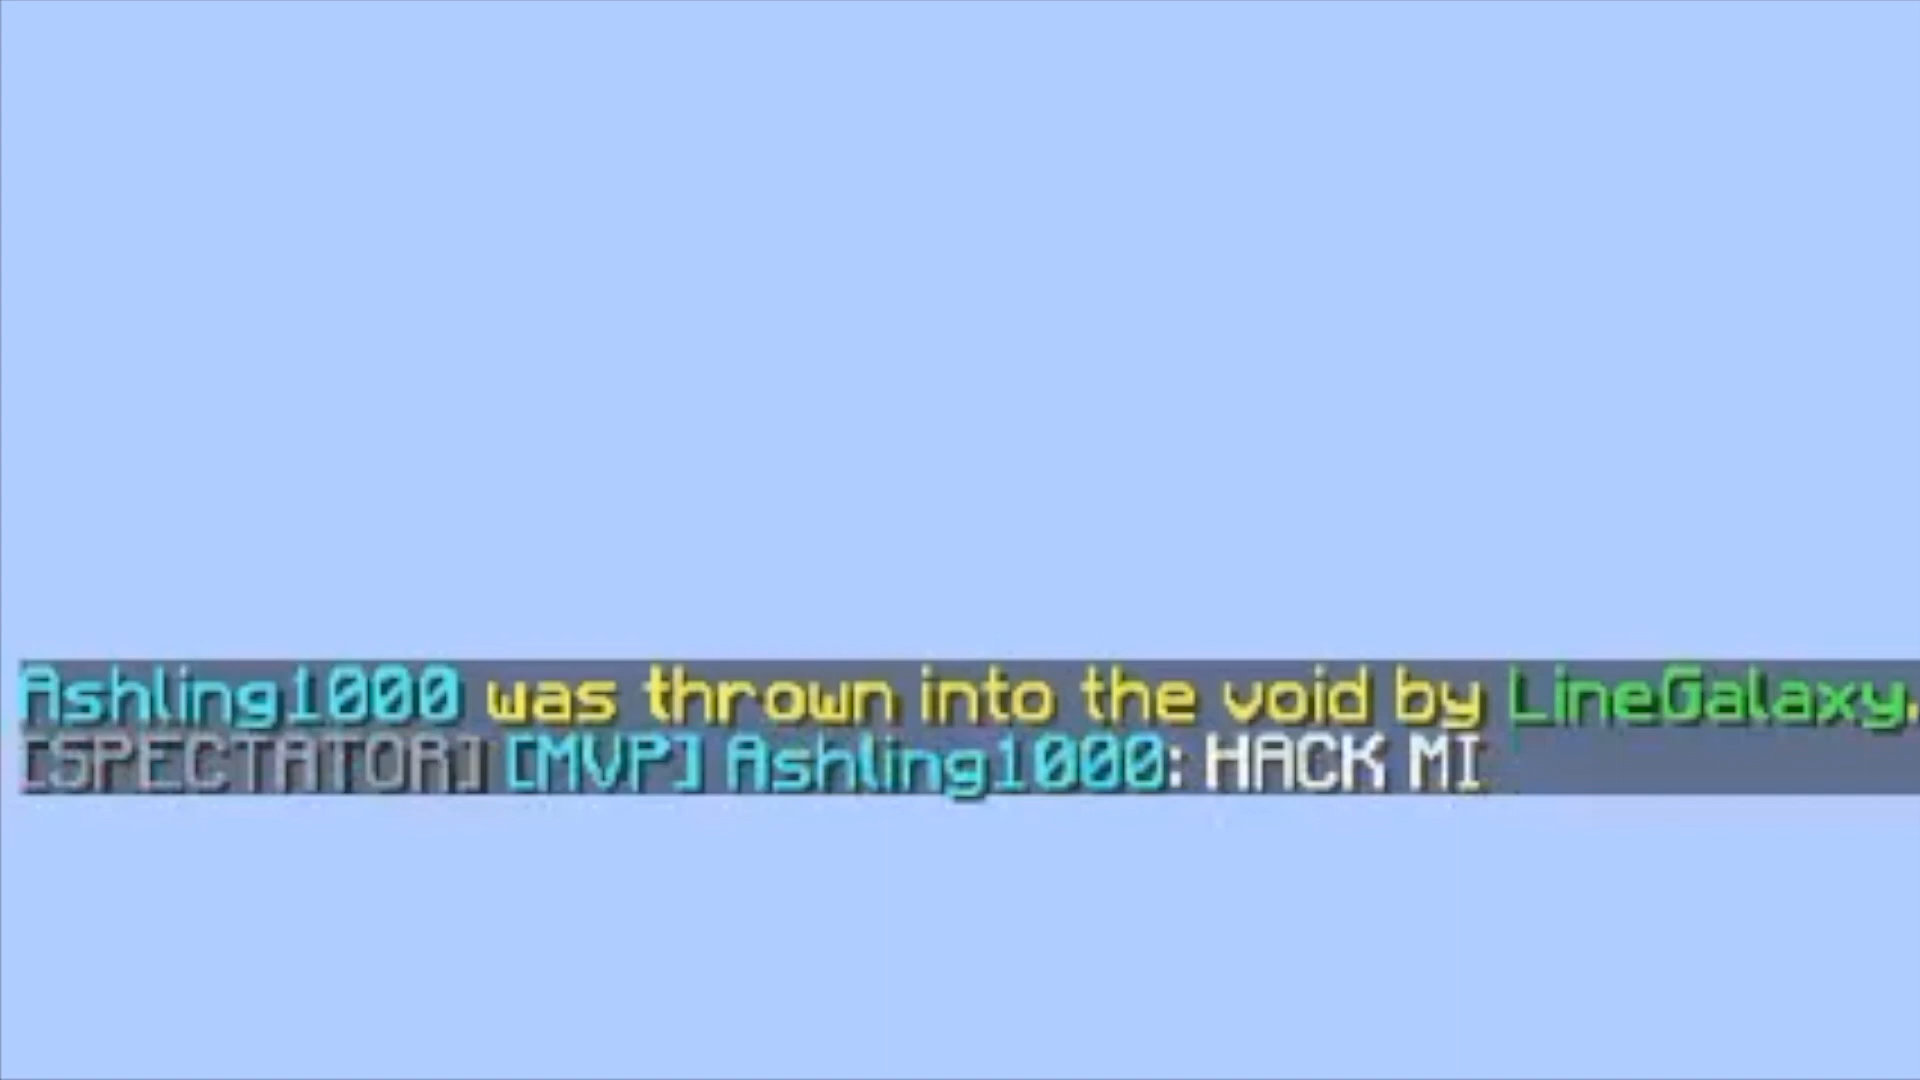 Ashling1000 was thrown into the void by LineGalaxy.
[SPECTATOR] [MVP] Ashling1000: HACK MI